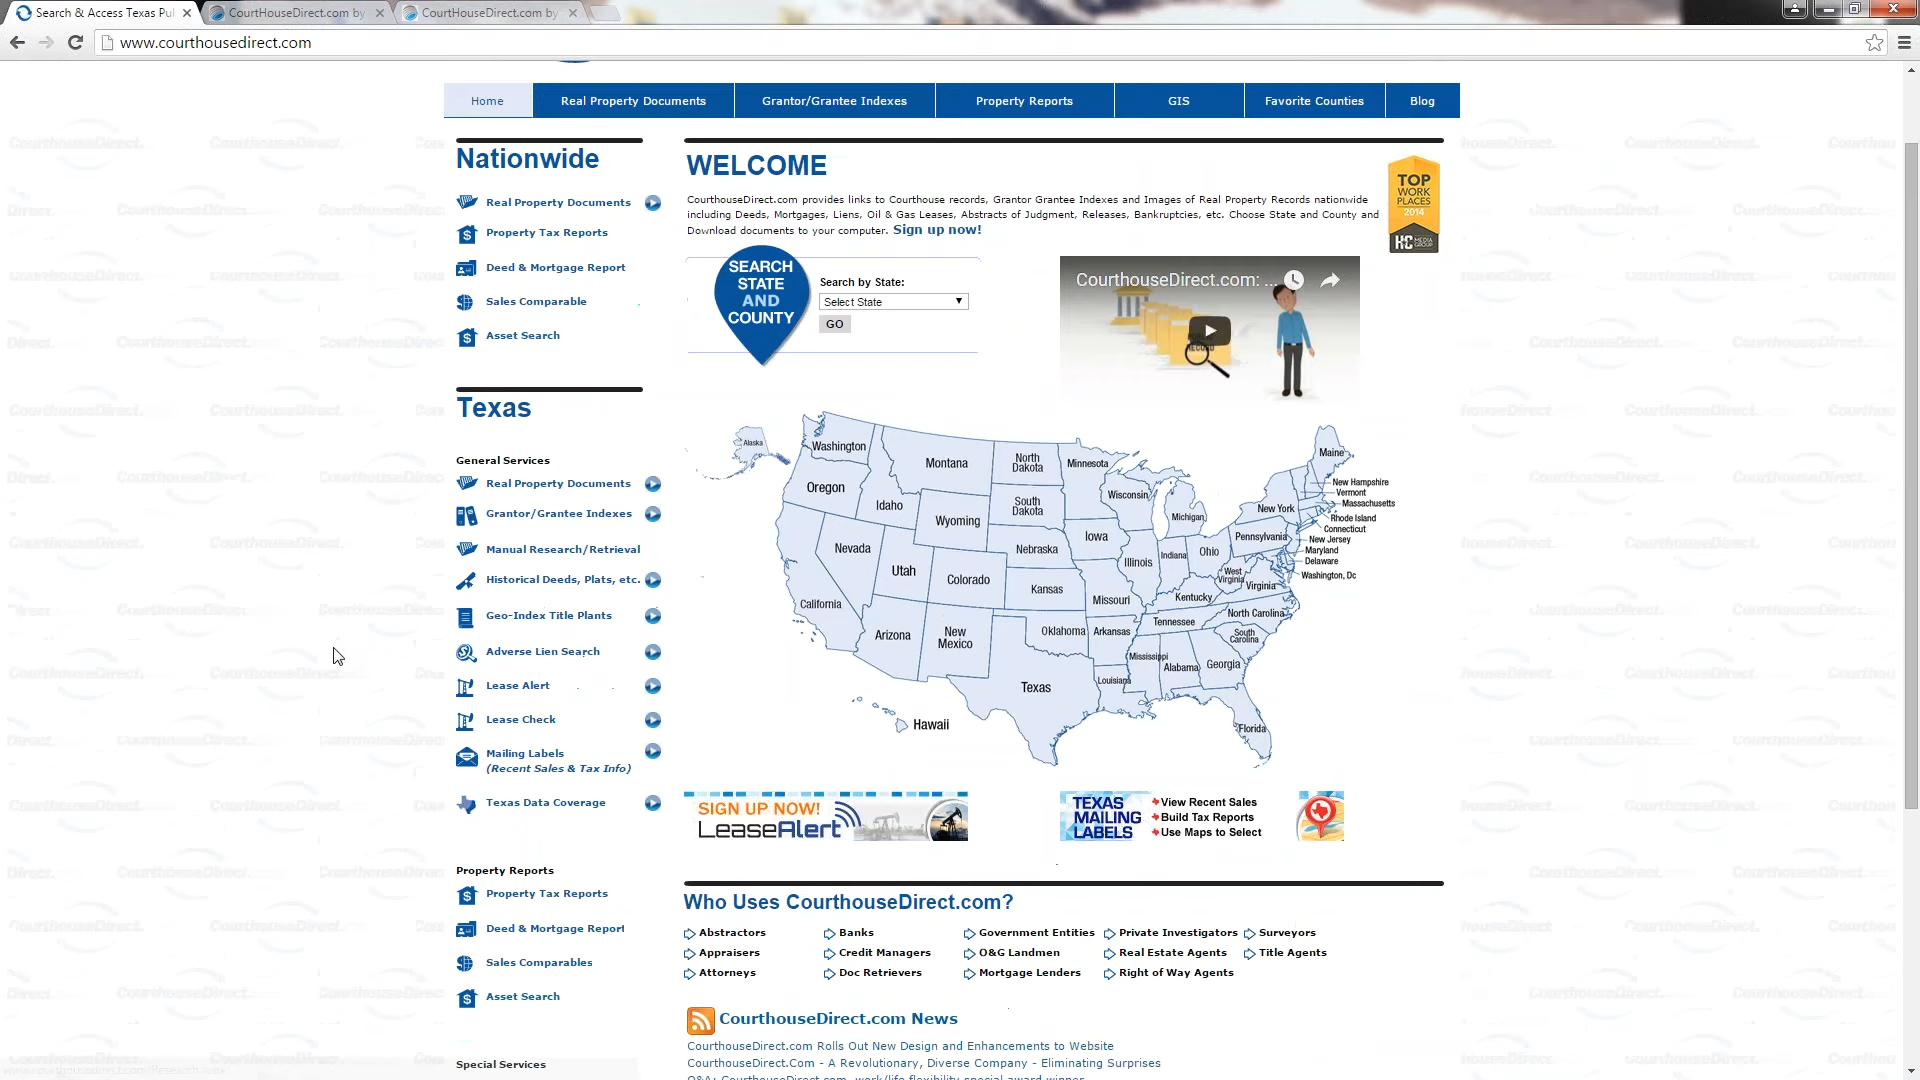 Search & Access Texas Pul
CourtHouseDirect.com by
CourtHouseDirect.com by
www.courthousedirect.com
Home
Real Property Documents
Grantor/Grantee Indexes
Property Reports
GIS
Favorite Counties
Blog
Nationwide
Real Property Documents
Property Tax Reports
Deed & Mortgage Report
Sales Comparable
Asset Search
Texas
General Services
Real Property Documents
Grantor/Grantee Indexes
Manual Research/Retrieval
Historical Deeds, Plats, etc.
Geo-Index Title Plants
Adverse Lien Search
Lease Alert
Lease Check
Mailing Labels
(Recent Sales & Tax Info)
Texas Data Coverage
Property Reports
Property Tax Reports
Deed & Mortgage Report
Sales Comparables
Asset Search
Special Services
WELCOME
CourthouseDirect.com provides links to Courthouse records, Grantor Grantee Indexes and Images of Real Property Records nationwide
including Deeds, Mortgages, Liens, Oil & Gas Leases, Abstracts of Judgment, Releases, Bankruptcies, etc. Choose State and County and
Download documents to your computer. Sign up now!
TOP
WORK
PLACES
2014
HC MEDIA GROUP
SEARCH
STATE
AND
COUNTY
Search by State:
Select State
GO
CourthouseDirect.com: ...
RECORD
Alaska
Washington
Oregon
California
Nevada
Idaho
Montana
Wyoming
Utah
Arizona
Colorado
New
Mexico
North
Dakota
South
Dakota
Nebraska
Kansas
Oklahoma
Texas
Hawaii
Minnesota
Iowa
Missouri
Arkansas
Louisiana
Wisconsin
Illinois
Michigan
Indiana
Ohio
Kentucky
Tennessee
Mississippi
Alabama
Georgia
Florida
South
Carolina
North Carolina
Virginia
West
Virginia
Pennsylvania
New York
Maine
New Hampshire
Vermont
Massachusetts
Rhode Island
Connecticut
New Jersey
Maryland
Delaware
Washington, Dc
SIGN UP NOW!
LeaseAlert
TEXAS
MAILING
LABELS
View Recent Sales
Build Tax Reports
Use Maps to Select
Who Uses CourthouseDirect.com?
Abstractors
Banks
Government Entities
Private Investigators
Surveyors
Appraisers
Credit Managers
O&G Landmen
Real Estate Agents
Title Agents
Attorneys
Doc Retrievers
Mortgage Lenders
Right of Way Agents
CourthouseDirect.com News
CourthouseDirect.com Rolls Out New Design and Enhancements to Website
CourthouseDirect.Com - A Revolutionary, Diverse Company - Eliminating Surprises